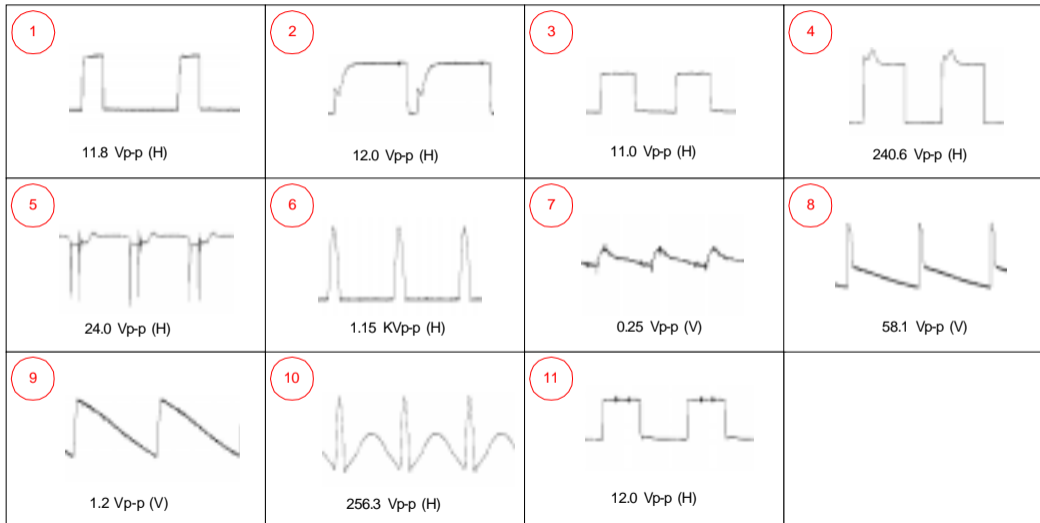 1
2
3
4
11.8 Vp-p (H)
12.0 Vp-p (H)
11.0 Vp-p (H)
240.6 Vp-p (H)
5
6
7
8
24.0 Vp-p (H)
1.15 KVp-p (H)
0.25 Vp-p (V)
58.1 Vp-p (V)
9
10
11
1.2 Vp-p (V)
256.3 Vp-p (H)
12.0 Vp-p (H)